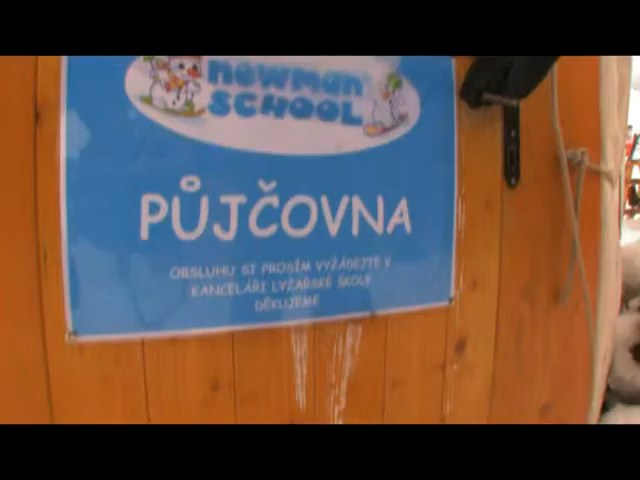 newman
SCHOOL
PŮJČOVNA
OBSLUHU SI PROSÍM VYŽÁDEJTE V
KANCELÁŘI LYŽAŘSKÉ ŠKOLY
DĚKUJEME